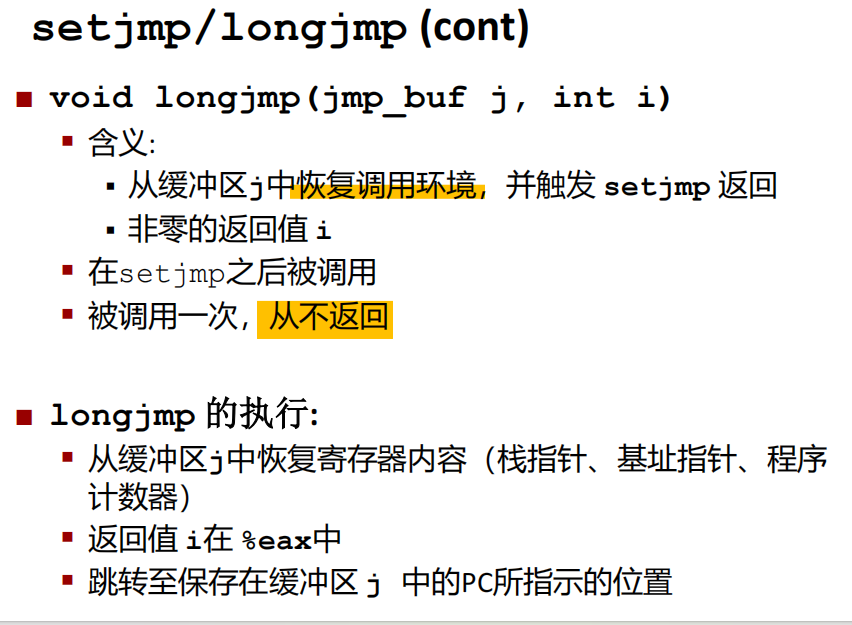 setjmp/longjmp (cont)
void longjmp(jmp_buf j, int i)
含义:
从缓冲区j中恢复调用环境，并触发 setjmp 返回
非零的返回值 i
在setjmp之后被调用
被调用一次，从不返回
longjmp 的执行:
从缓冲区j中恢复寄存器内容（栈指针、基址指针、程序
计数器）
返回值 i在 %eax中
跳转至保存在缓冲区 j 中的PC所指示的位置